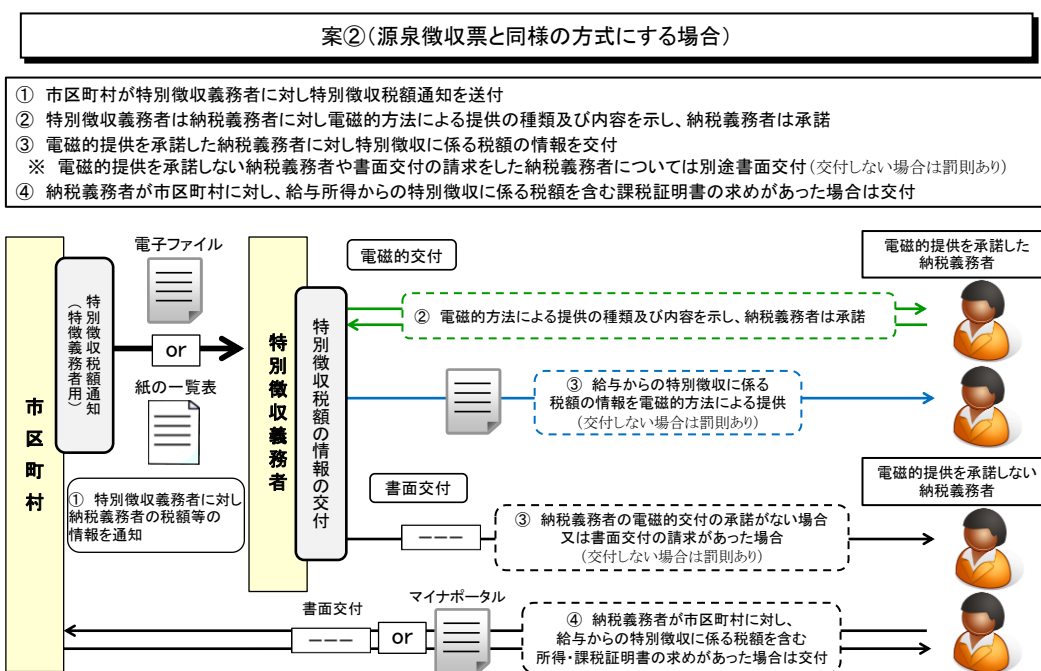 案②(源泉徴収票と同様の方式にする場合)
① 市区町村が特別徴収義務者に対し特別徴収税額通知を送付
② 特別徴収義務者は納税義務者に対し電磁的方法による提供の種類及び内容を示し、納税義務者は承諾
③ 電磁的提供を承諾した納税義務者に対し特別徴収に係る税額の情報を交付
※ 電磁的提供を承諾しない納税義務者や書面交付の請求をした納税義務者については別途書面交付(交付しない場合は罰則あり)
④ 納税義務者が市区町村に対し、給与所得からの特別徴収に係る税額を含む課税証明書の求めがあった場合は交付
市区町村
特別徴収税額通知
(特徴義務者用)
電子ファイル
or
紙の一覧表
① 特別徴収義務者に対し
納税義務者の税額等の
情報を通知
特別徴収義務者
特別徴収税額の情報の交付
電磁的交付
電磁的提供を承諾した
納税義務者
② 電磁的方法による提供の種類及び内容を示し、納税義務者は承諾
③ 給与からの特別徴収に係る
税額の情報を電磁的方法による提供
(交付しない場合は罰則あり)
書面交付
電磁的提供を承諾しない
納税義務者
③ 納税義務者の電磁的交付の承諾がない場合
又は書面交付の請求があった場合
(交付しない場合は罰則あり)
書面交付
or
マイナポータル
④ 納税義務者が市区町村に対し、
給与からの特別徴収に係る税額を含む
所得・課税証明書の求めがあった場合は交付